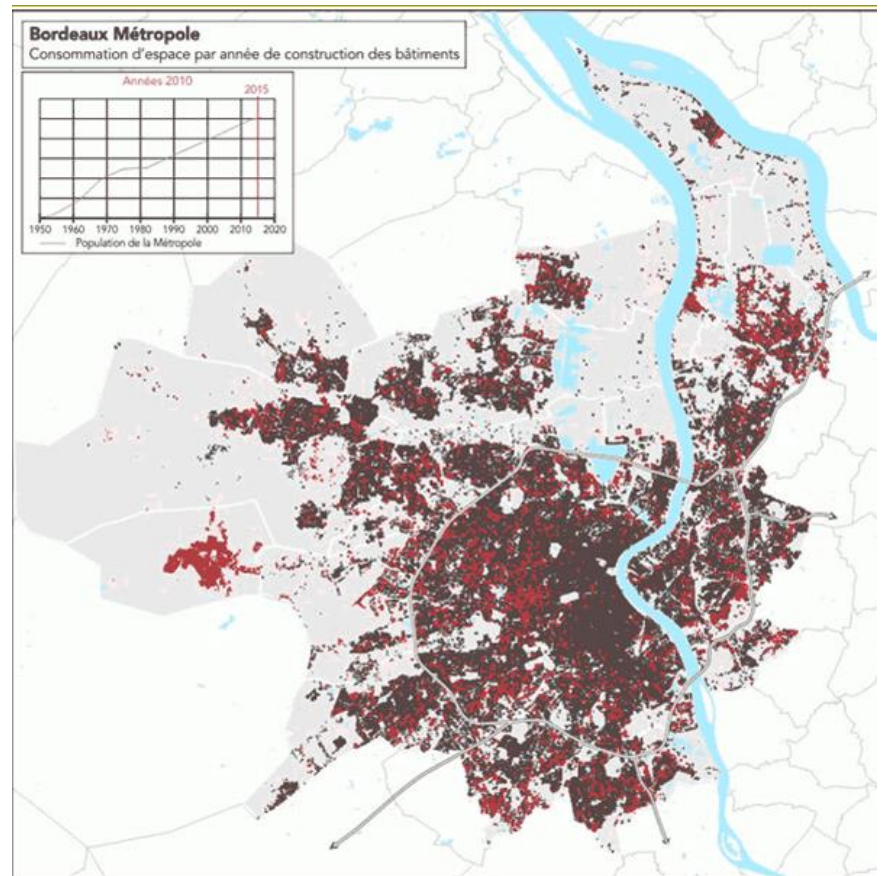 Bordeaux Métropole
Consommation d'espace par année de construction des bâtiments
Années 2010
2015
1950 1960 1970 1980 1990 2000 2010 2020
Population de la Métropole